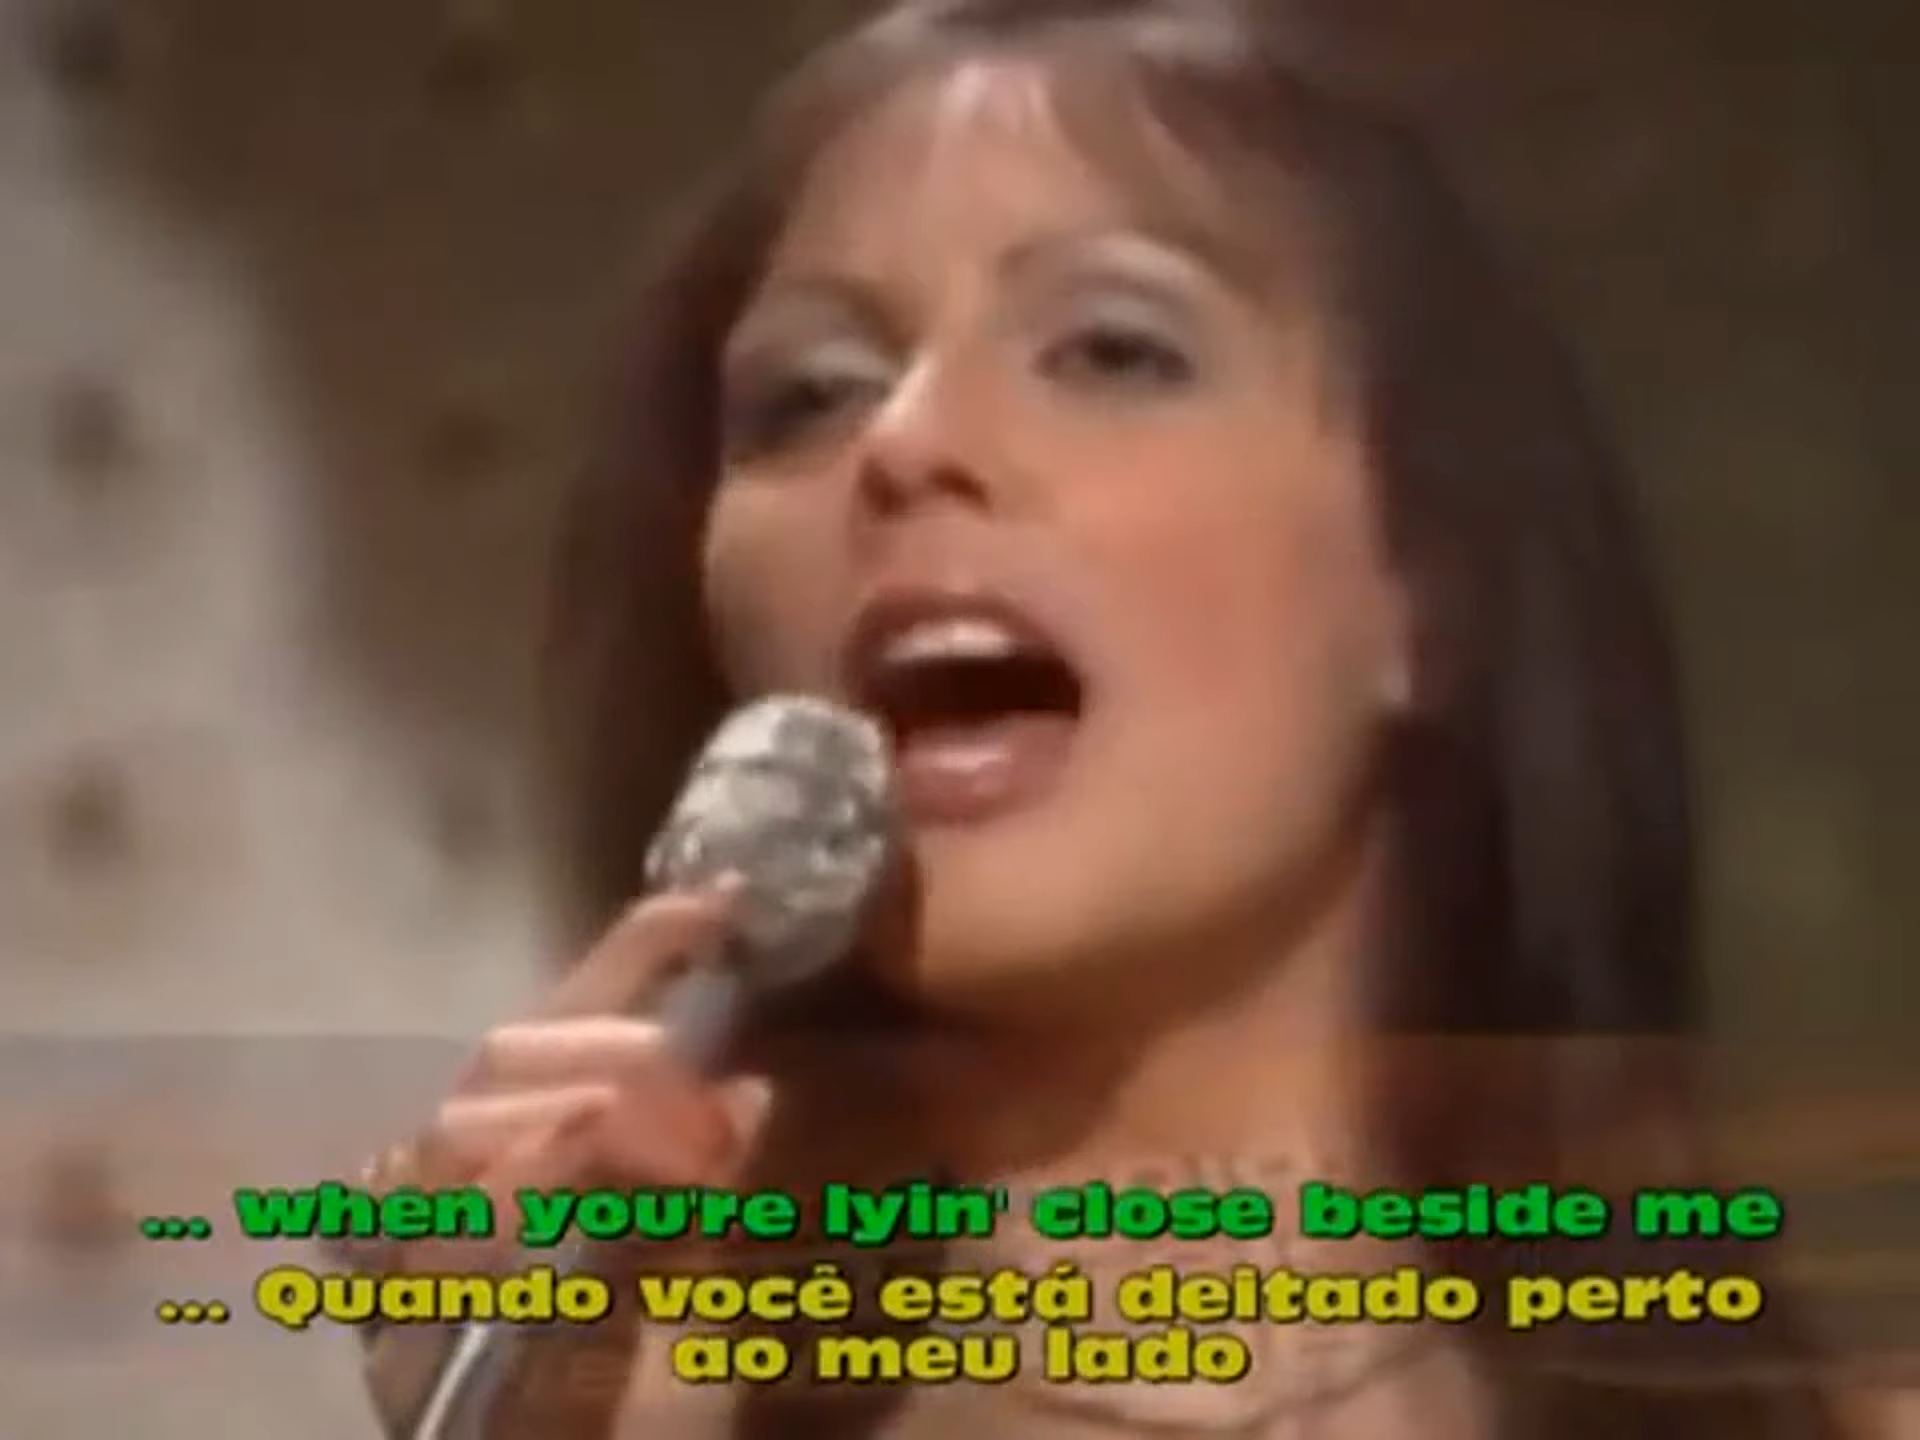 ... when you're lyin' close beside me
... Quando você está deitado perto
ao meu lado